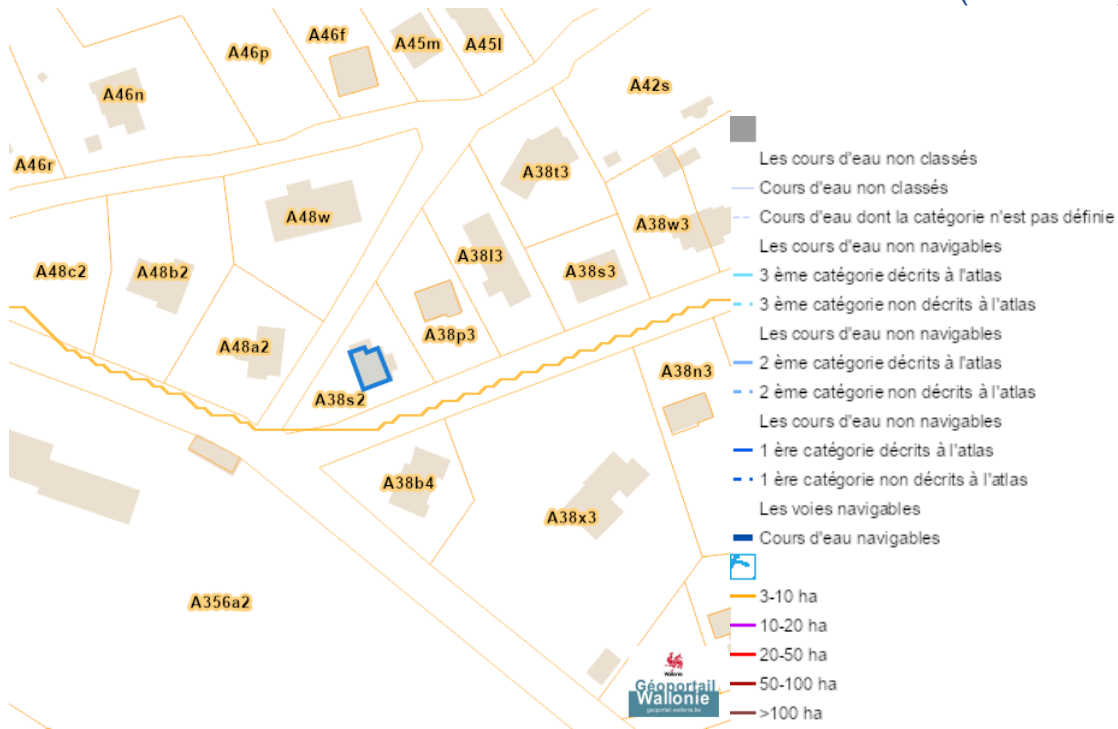 A46f
A45m
A45l
A46p
A42s
A46n
A46r
A38t3
A48w
A38w3
A38l3
A48c2
A48b2
A38s3
A38p3
A48a2
A38n3
A38s2
A38b4
A38x3
A356a2
Wallonie
Géoportail
Wallonie
geoportail.wallonie.be
Les cours d'eau non classés
Cours d'eau non classés
Cours d'eau dont la catégorie n'est pas définie
Les cours d'eau non navigables
3 ème catégorie décrits à l'atlas
3 ème catégorie non décrits à l'atlas
Les cours d'eau non navigables
2 ème catégorie décrits à l'atlas
2 ème catégorie non décrits à l'atlas
Les cours d'eau non navigables
1 ère catégorie décrits à l'atlas
1 ère catégorie non décrits à l'atlas
Les voies navigables
Cours d'eau navigables
3-10 ha
10-20 ha
20-50 ha
50-100 ha
>100 ha